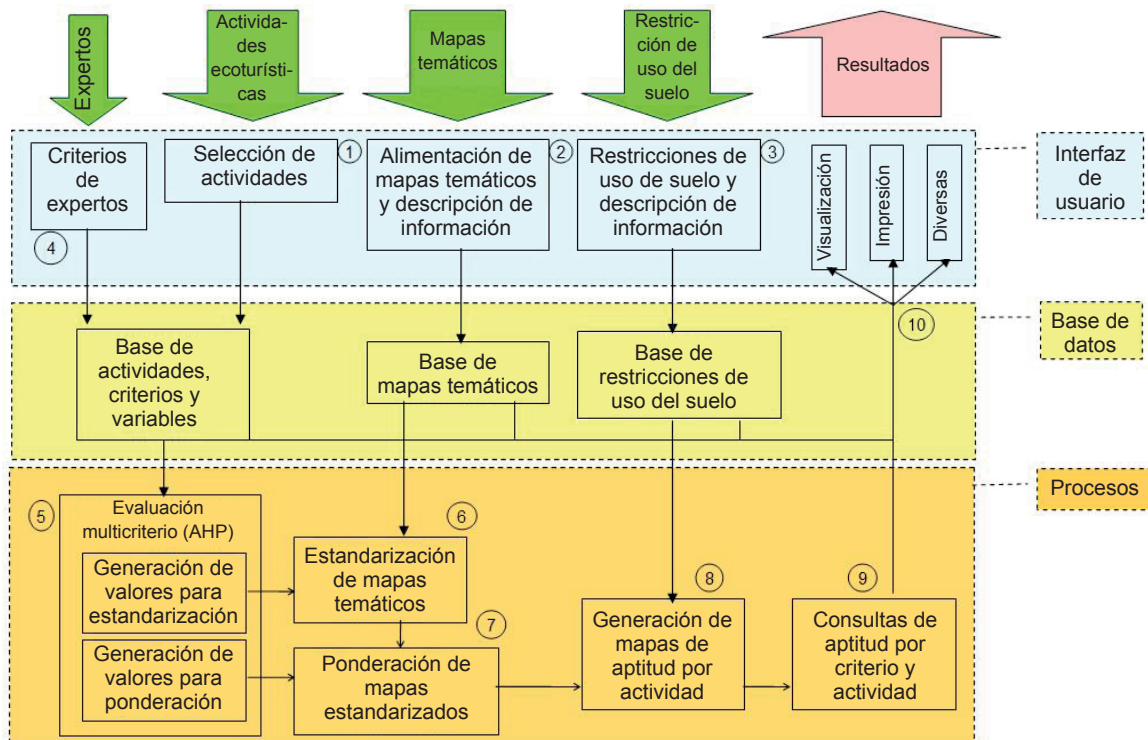 Expertos
Activida-
des
ecoturísti-
cas
Mapas
temáticos
Restric-
ción de
uso del
suelo
Resultados
Criterios
de
expertos
4
Selección de
actividades
1
Alimentación de
mapas temáticos
y descripción de
información
2
Restricciones de
uso de suelo y
descripción de
información
3
Visualización
Impresión
Diversas
Interfaz
de
usuario
10
Base de
actividades,
criterios y
variables
Base de
mapas temáticos
Base de
restricciones de
uso del suelo
Base de
datos
Procesos
5
Evaluación
multicriterio (AHP)
Generación de
valores para
estandarización
Generación de
valores para
ponderación
6
Estandarización
de mapas
temáticos
7
Ponderación de
mapas
estandarizados
8
Generación de
mapas de
aptitud por
actividad
9
Consultas de
aptitud por
criterio y
actividad